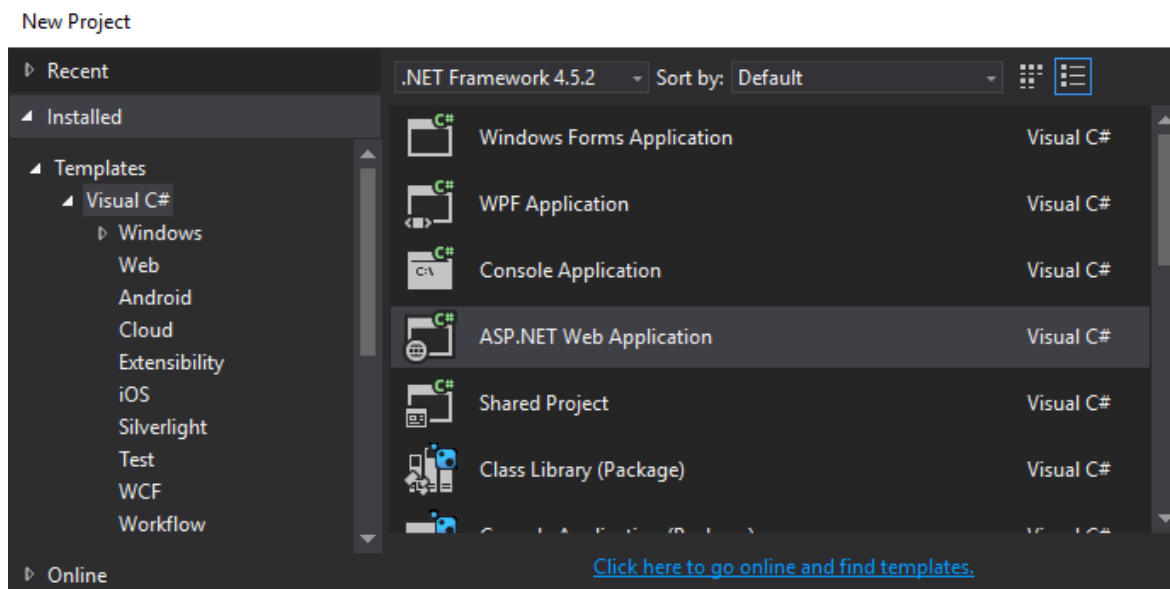 New Project
Recent
.NET Framework 4.5.2 Sort by: Default
Installed
Templates
Visual C#
Windows
Web
Android
Cloud
Extensibility
iOS
Silverlight
Test
WCF
Workflow
Online
C# Windows Forms Application Visual C#
C# WPF Application Visual C#
C# C:\ Console Application Visual C#
C# ASP.NET Web Application Visual C#
C# Shared Project Visual C#
Class Library (Package) Visual C#
Click here to go online and find templates.